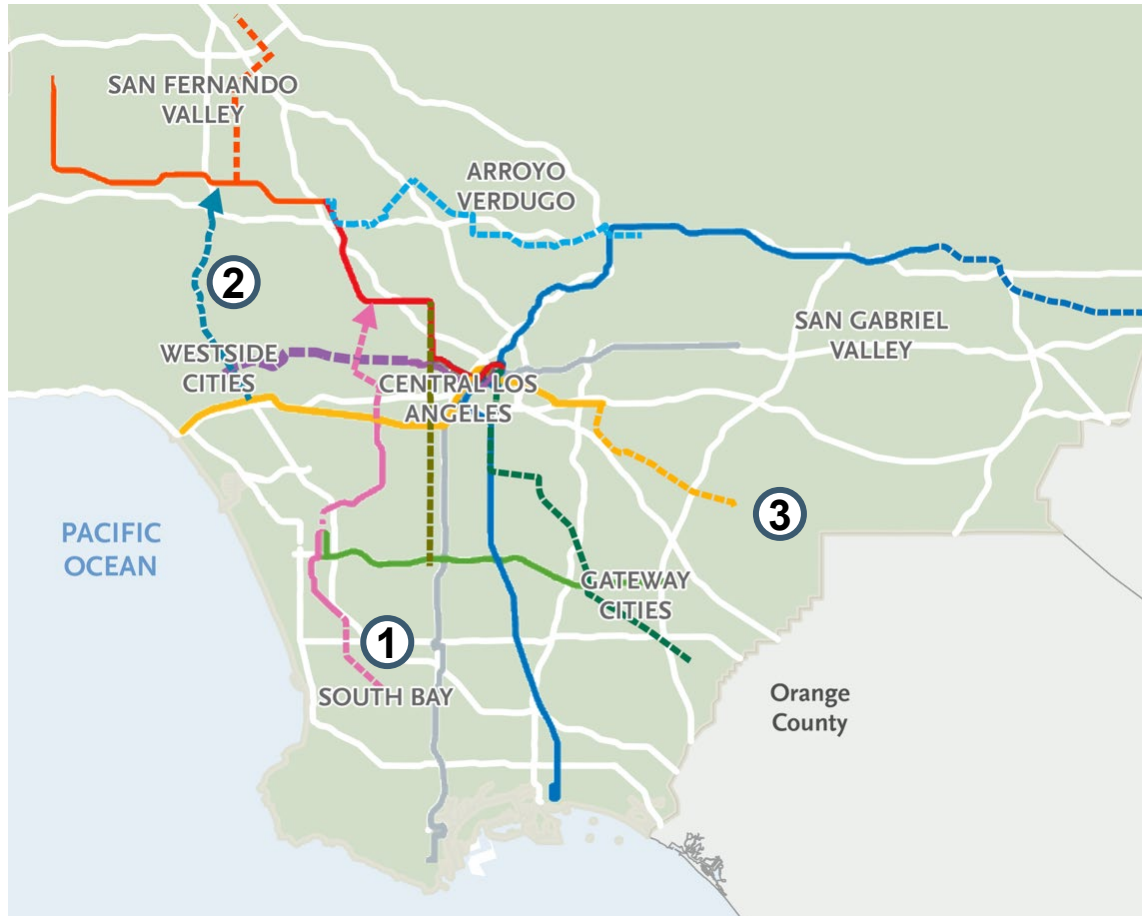 SAN FERNANDO
VALLEY
ARROYO
VERDUGO
2
WESTSIDE
CITIES
SAN GABRIEL
VALLEY
CENTRAL LOS
ANGELES
3
PACIFIC
OCEAN
GATEWAY
CITIES
1
SOUTH BAY
Orange
County